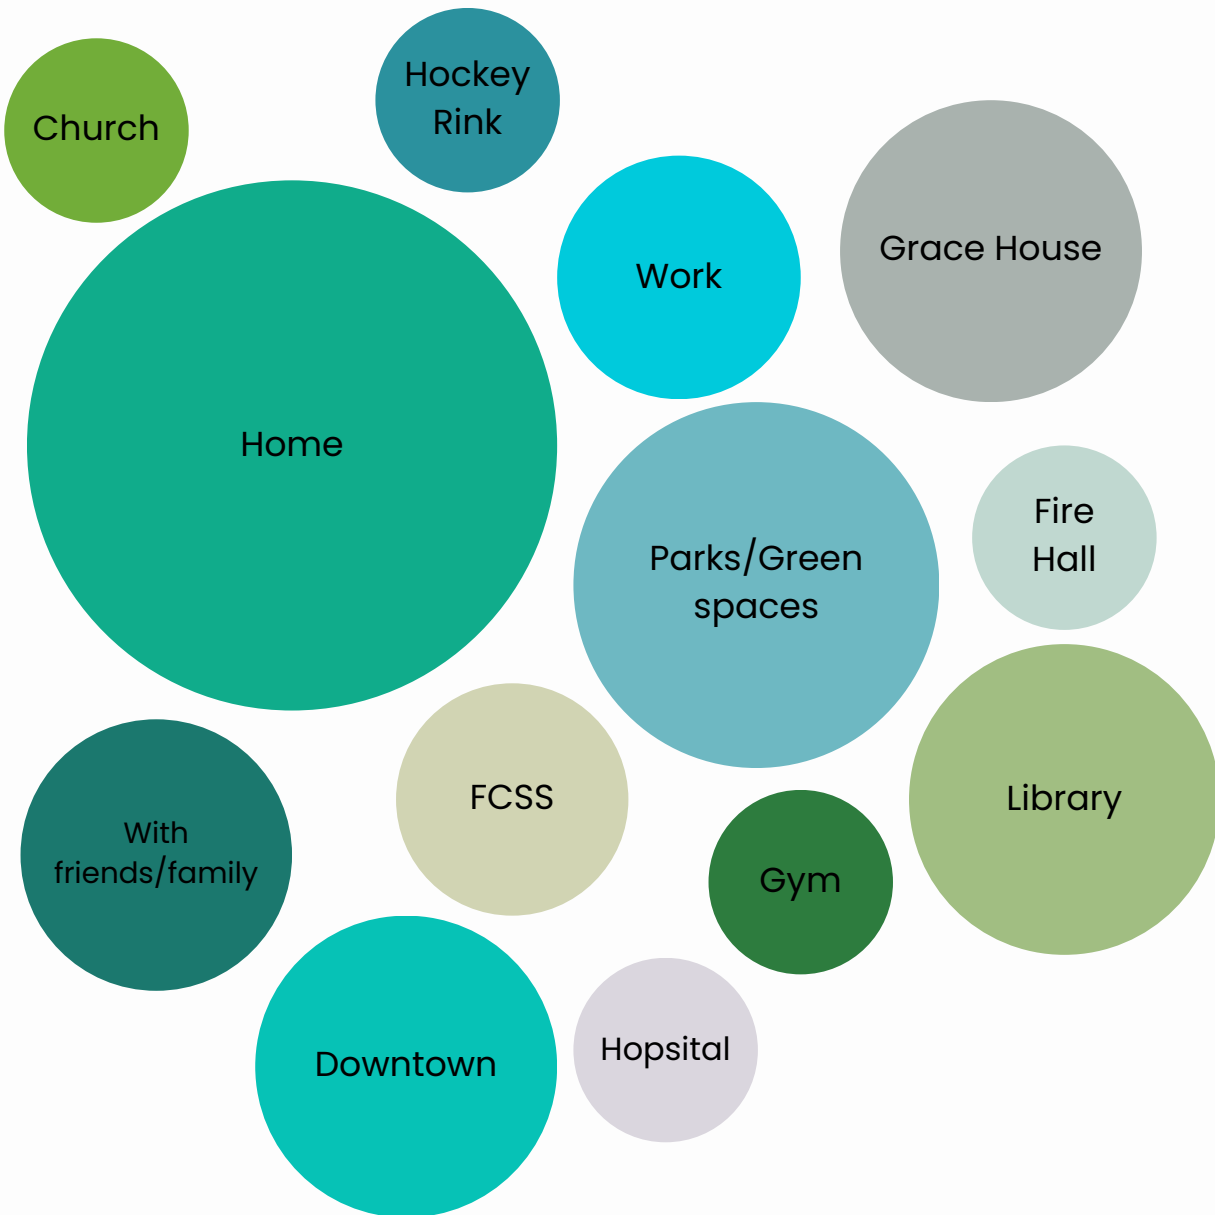 Church
Hockey
Rink
Work
Grace House
Home
Parks/Green
spaces
Fire
Hall
With
friends/family
FCSS
Gym
Library
Downtown
Hopsital